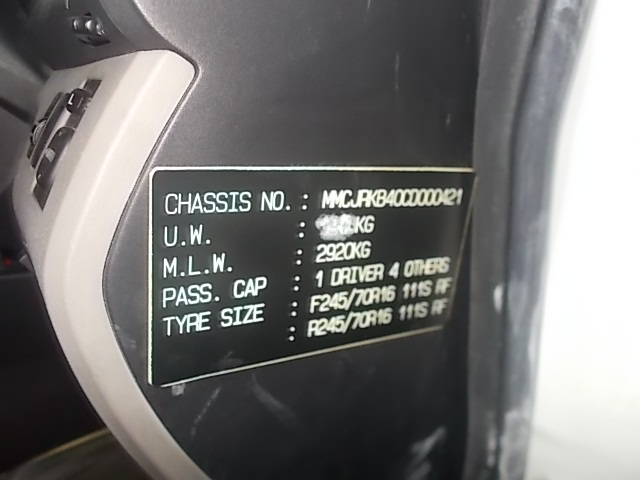 CHASSIS NO. : MMCJRKB40CD000421
U.W. : KG
M.L.W. : 2920KG
PASS. CAP : 1 DRIVER 4 OTHERS
TYRE SIZE : F245/70R16 111S RF
: R245/70R16 111S RF